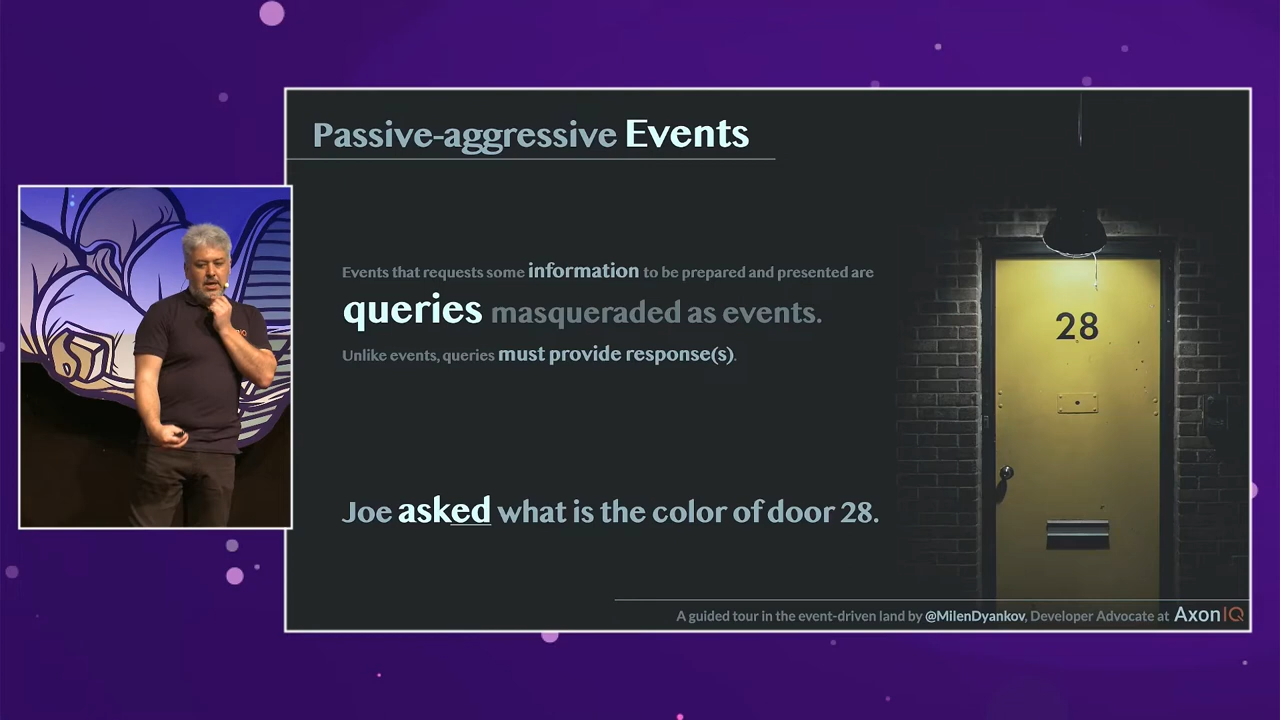 Passive-aggressive Events
Events that requests some information to be prepared and presented are
queries masqueraded as events.
Unlike events, queries must provide response(s).
28
Joe asked what is the color of door 28.
A guided tour in the event-driven land by @MilenDyankov, Developer Advocate at AxonIQ